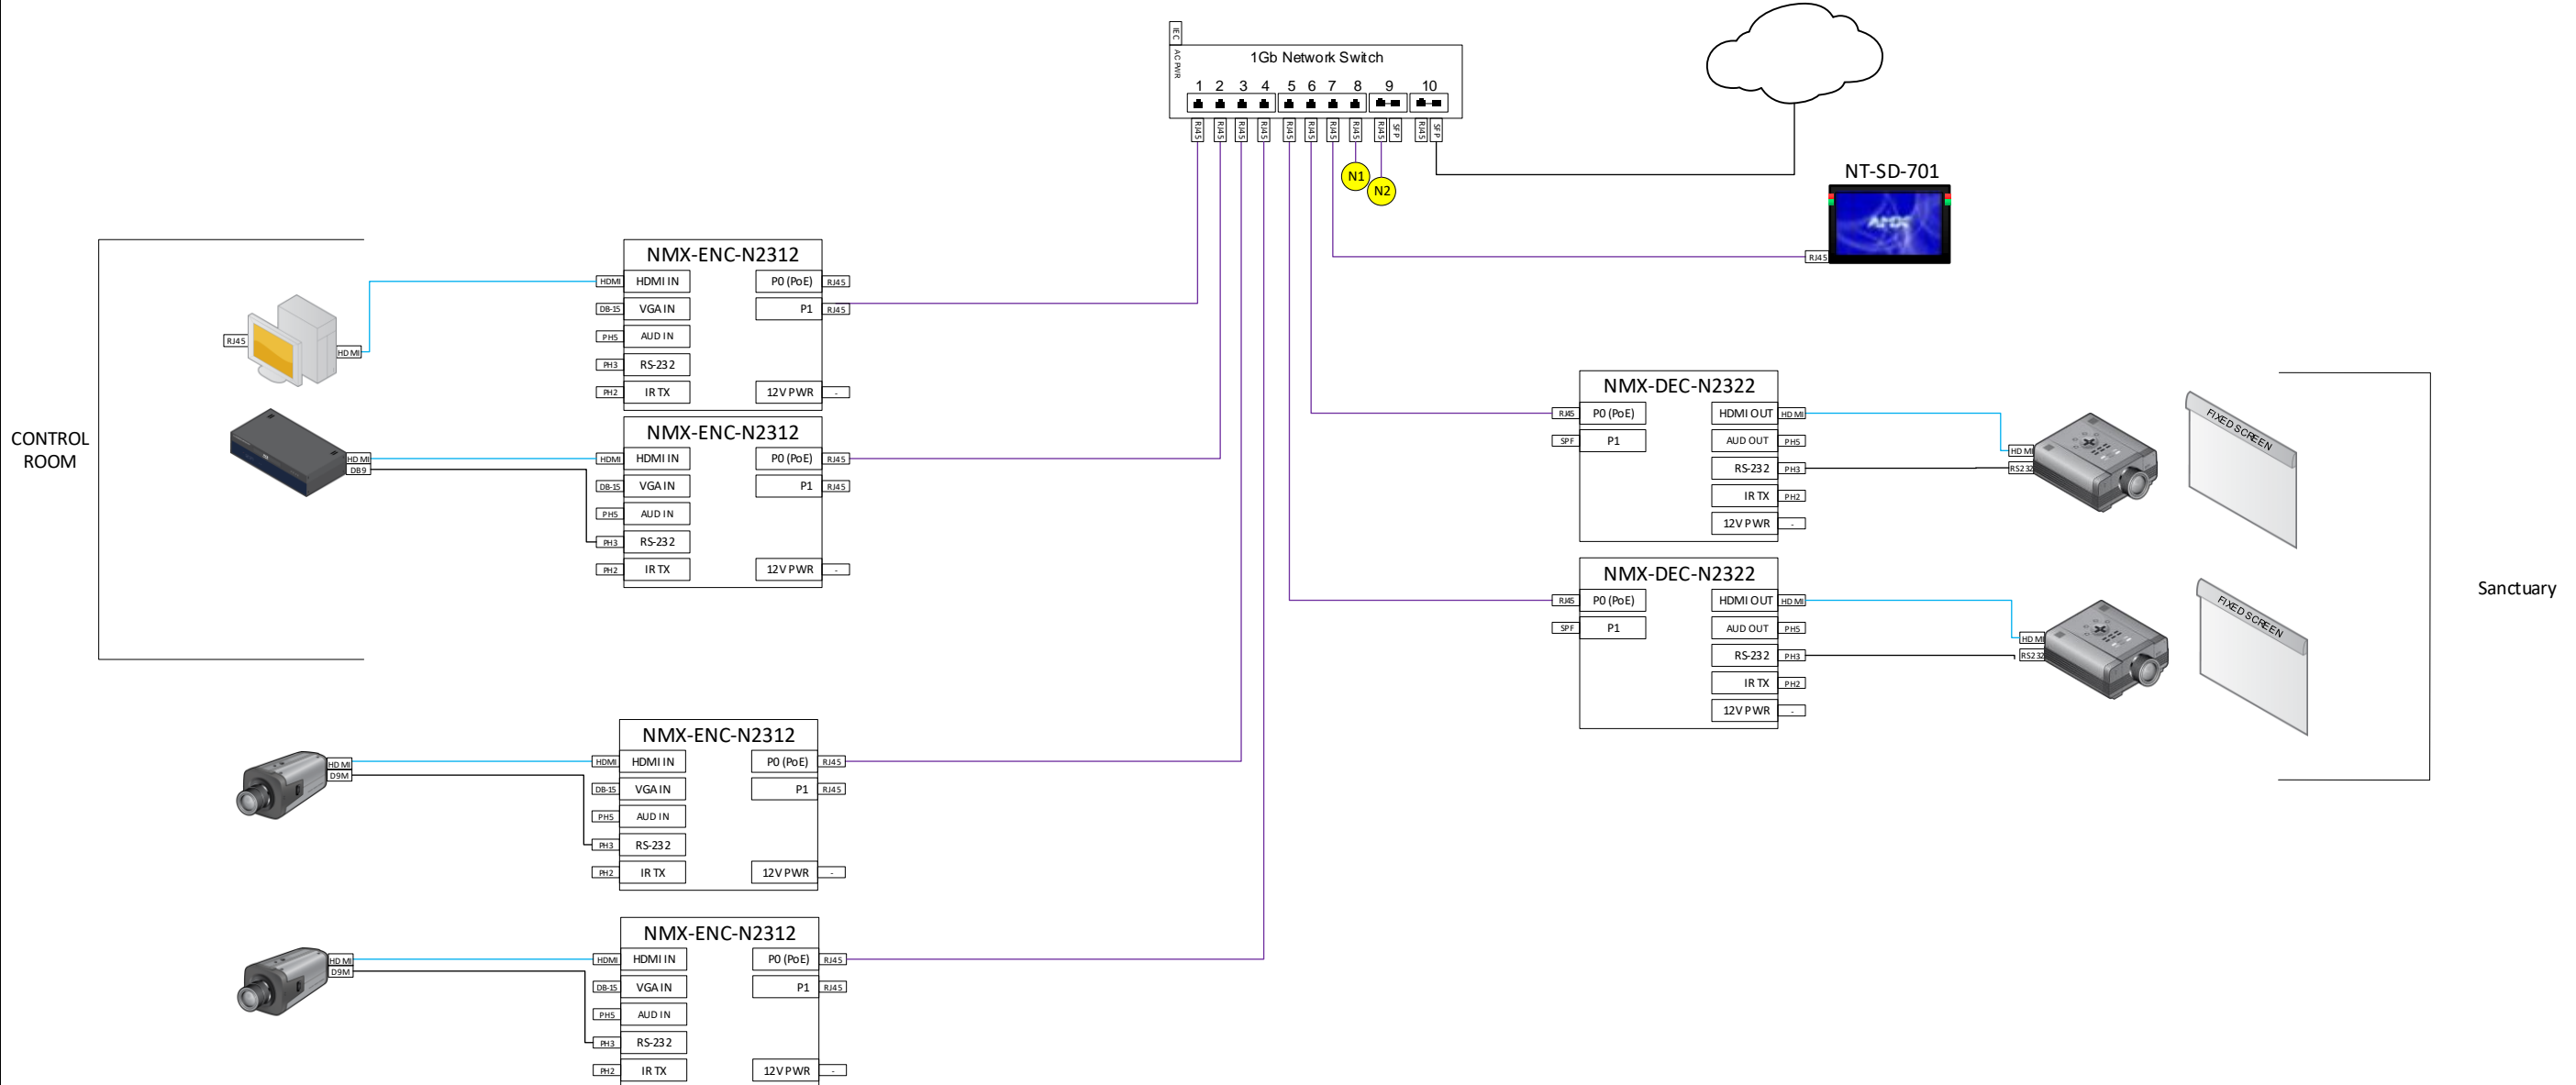 IEC
AC PWR
1Gb Network Switch
1 2 3 4 5 6 7 8 9 10
RJ45 RJ45 RJ45 RJ45 RJ45 RJ45 RJ45 RJ45 RJ45 SFP RJ45 SFP
N1
N2
NT-SD-701
AMX
RJ45
CONTROL
ROOM
RJ45
HDMI
HDMI
DB9
NMX-ENC-N2312
HDMI HDMI IN P0 (PoE) RJ45
DB-15 VGA IN P1 RJ45
PH5 AUD IN
PH3 RS-232
PH2 IR TX 12V PWR -
NMX-ENC-N2312
HDMI HDMI IN P0 (PoE) RJ45
DB-15 VGA IN P1 RJ45
PH5 AUD IN
PH3 RS-232
PH2 IR TX 12V PWR -
HDMI
D9M
NMX-ENC-N2312
HDMI HDMI IN P0 (PoE) RJ45
DB-15 VGA IN P1 RJ45
PH5 AUD IN
PH3 RS-232
PH2 IR TX 12V PWR -
HDMI
D9M
NMX-ENC-N2312
HDMI HDMI IN P0 (PoE) RJ45
DB-15 VGA IN P1 RJ45
PH5 AUD IN
PH3 RS-232
PH2 IR TX 12V PWR -
NMX-DEC-N2322
RJ45 P0 (PoE) HDMI OUT HDMI
SPF P1 AUD OUT PH5
RS-232 PH3
IR TX PH2
12V PWR -
HDMI
RS232
FIXED SCREEN
NMX-DEC-N2322
RJ45 P0 (PoE) HDMI OUT HDMI
SPF P1 AUD OUT PH5
RS-232 PH3
IR TX PH2
12V PWR -
HDMI
RS232
FIXED SCREEN
Sanctuary